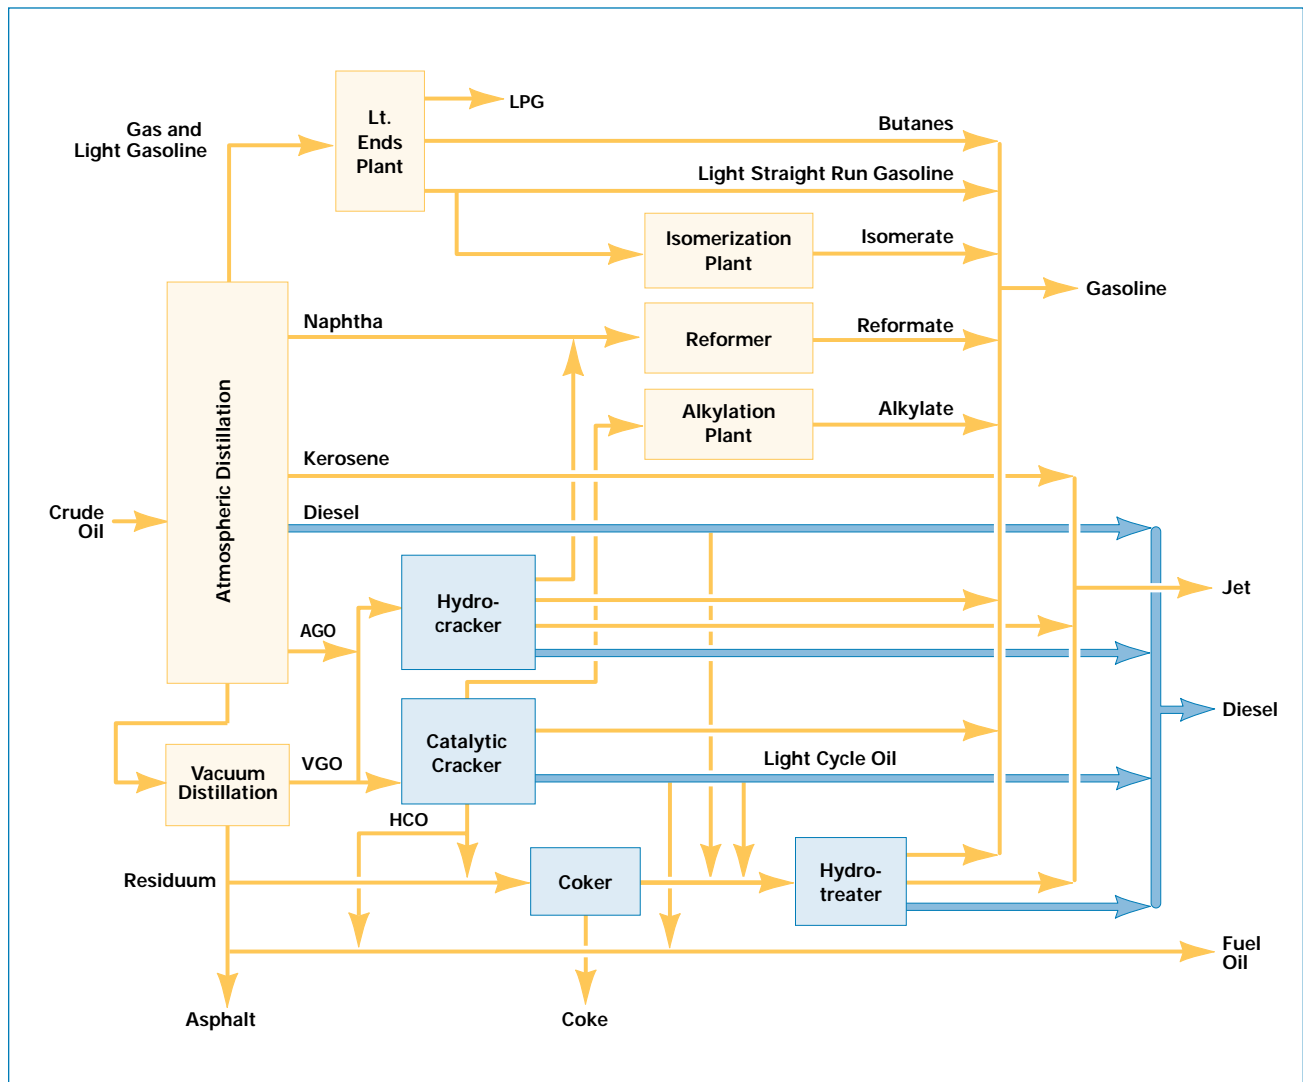 LPG
Lt.
Ends
Plant
Gas and
Light Gasoline
Butanes
Light Straight Run Gasoline
Isomerization
Plant
Isomerate
Gasoline
Naphtha
Reformer
Reformate
Alkylation
Plant
Alkylate
Atmospheric Distillation
Kerosene
Crude
Oil
Diesel
Hydro-
cracker
Jet
AGO
Catalytic
Cracker
Diesel
Vacuum
Distillation
VGO
Light Cycle Oil
HCO
Residuum
Coker
Hydro-
treater
Fuel
Oil
Asphalt
Coke